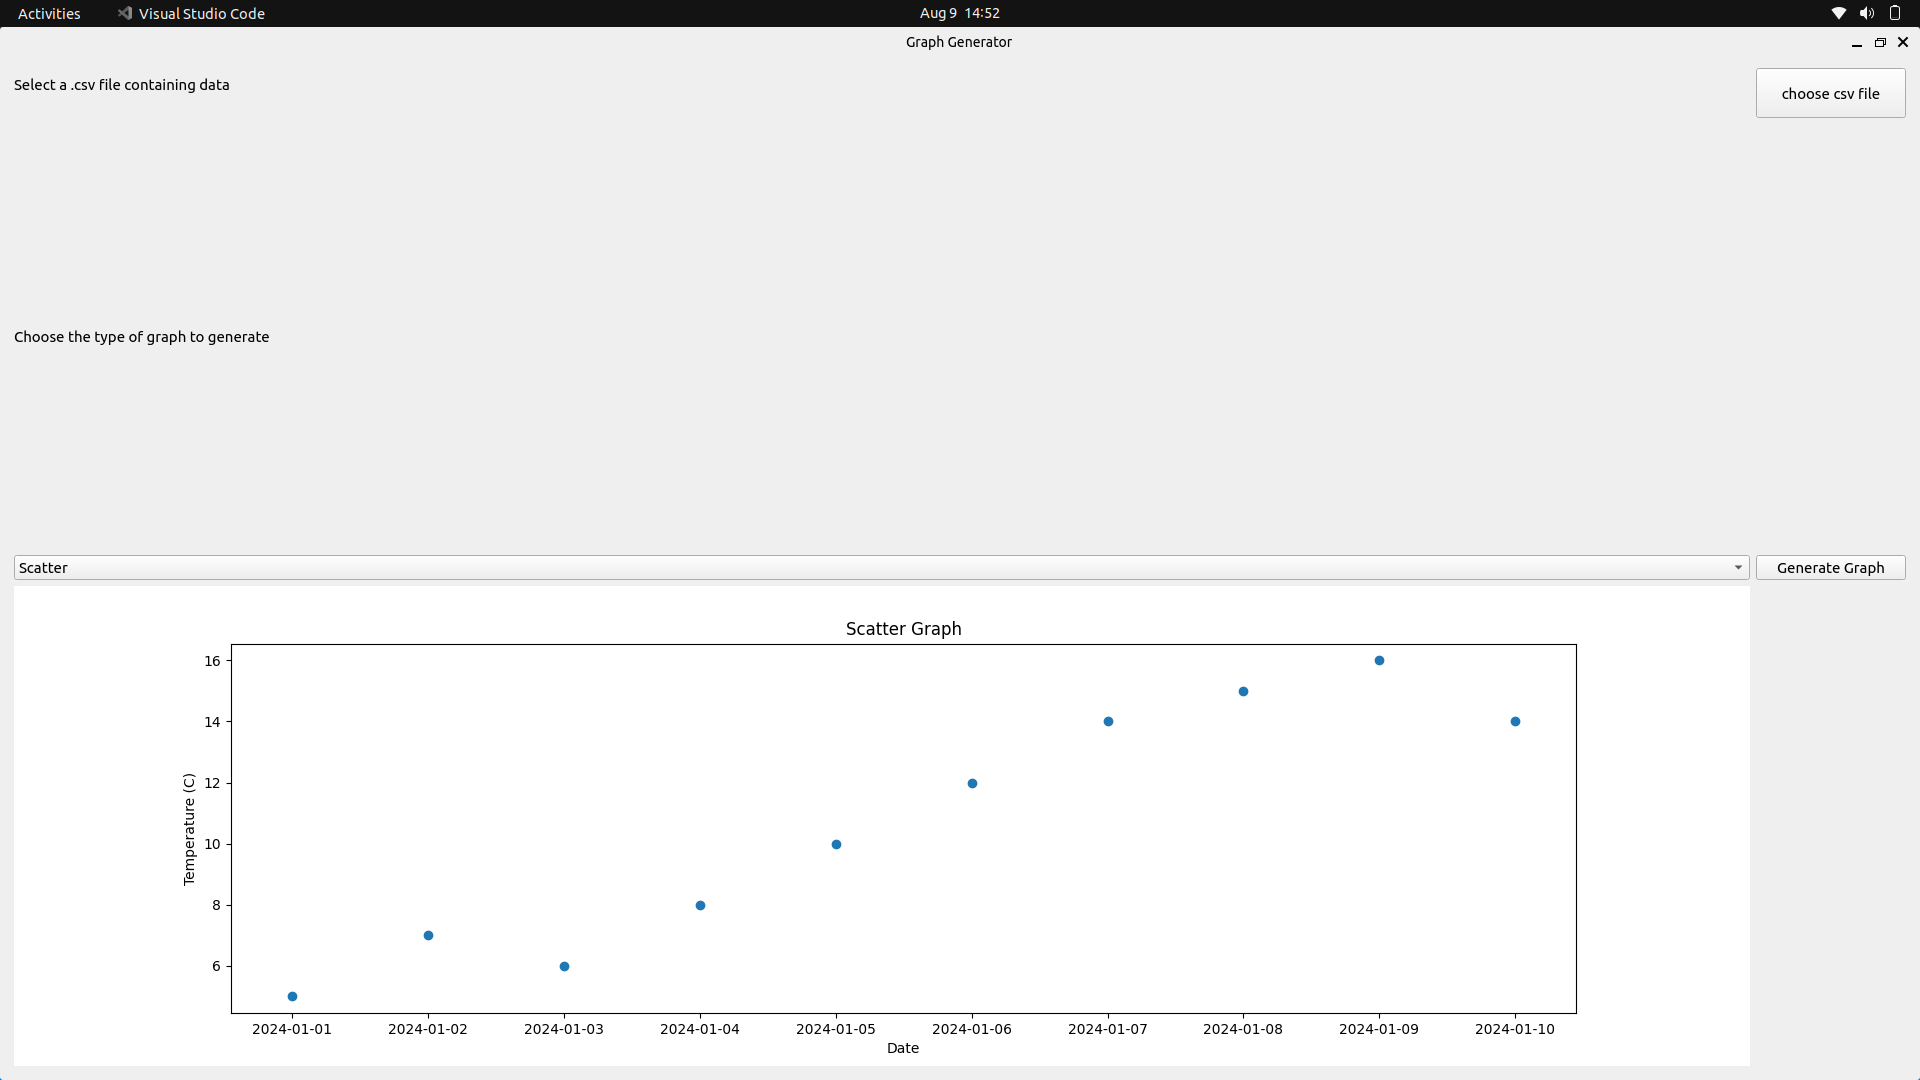 Activities Visual Studio Code Aug 9 14:52
Graph Generator
Select a .csv file containing data
choose csv file
Choose the type of graph to generate
Scatter
Generate Graph
Scatter Graph
16
14
12
10
8
6
Temperature (C)
2024-01-01 2024-01-02 2024-01-03 2024-01-04 2024-01-05 2024-01-06 2024-01-07 2024-01-08 2024-01-09 2024-01-10
Date